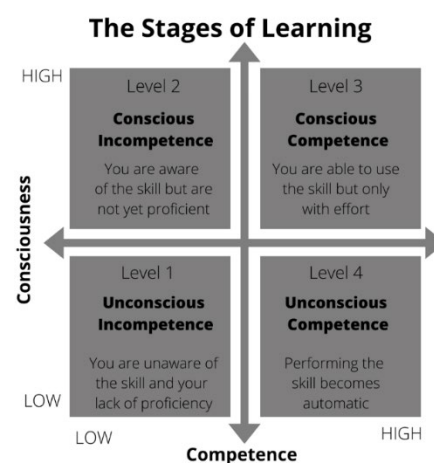 The Stages of Learning
HIGH
Level 2
Conscious
Incompetence
You are aware
of the skill but are
not yet proficient
Level 3
Conscious
Competence
You are able to use
the skill but only
with effort
Consciousness
Level 1
Unconscious
Incompetence
You are unaware of
the skill and your
lack of proficiency
Level 4
Unconscious
Competence
Performing the
skill becomes
automatic
LOW
LOW
HIGH
Competence